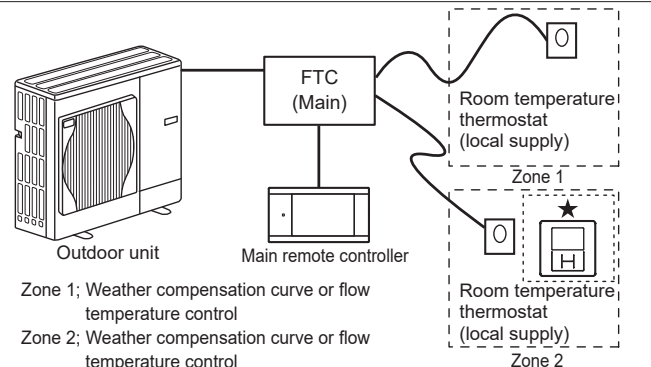 FTC
(Main)
Room temperature
thermostat
(local supply)
Zone 1
Outdoor unit
Main remote controller
★
H
Room temperature
thermostat
(local supply)
Zone 2
Zone 1; Weather compensation curve or flow
temperature control
Zone 2; Weather compensation curve or flow
temperature control